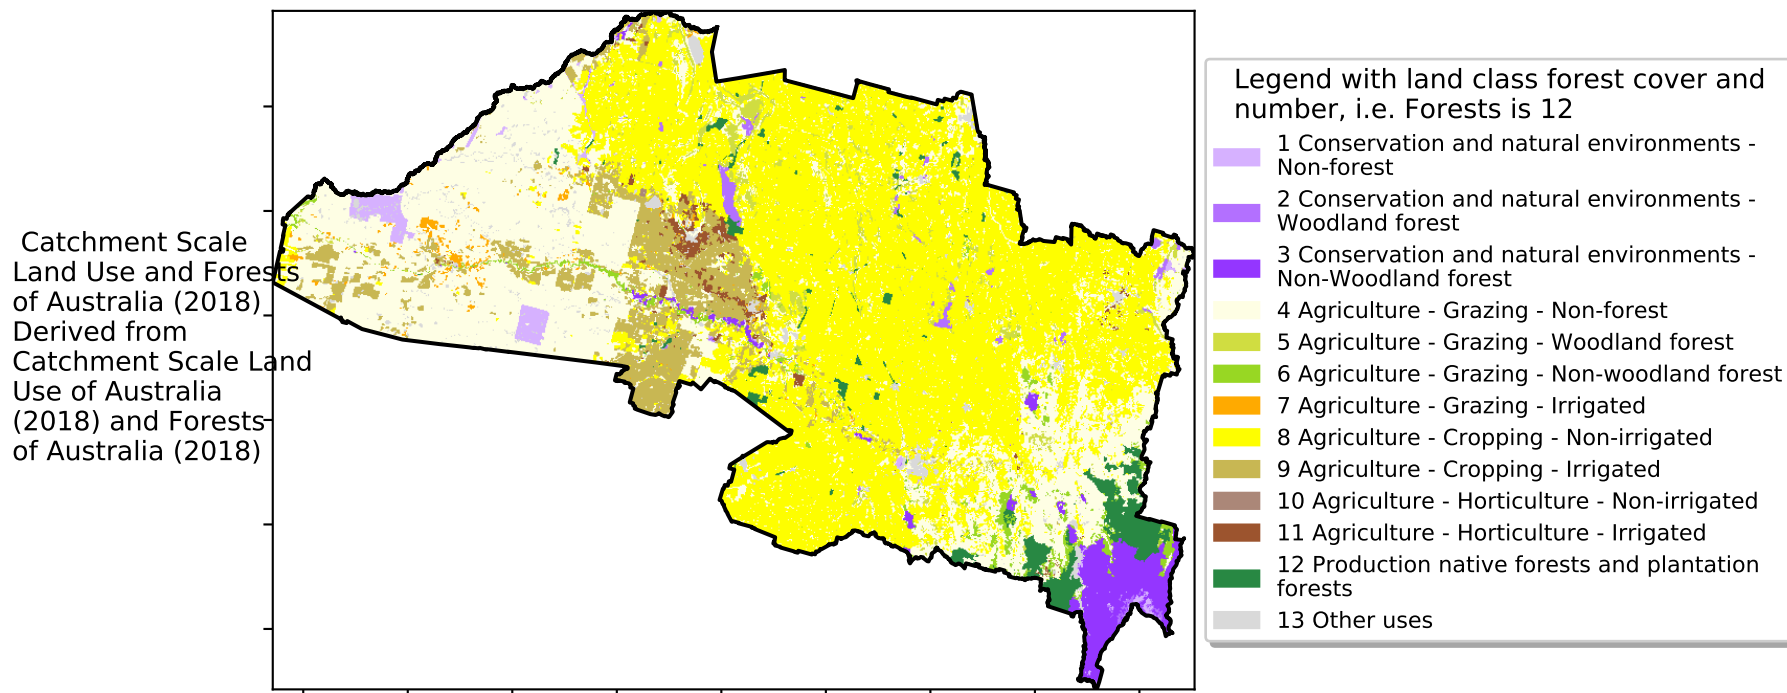 Catchment Scale
Land Use and Forests
of Australia (2018)
Derived from
Catchment Scale Land
Use of Australia
(2018) and Forests
of Australia (2018)
Legend with land class forest cover and
number, i.e. Forests is 12
1 Conservation and natural environments -
Non-forest
2 Conservation and natural environments -
Woodland forest
3 Conservation and natural environments -
Non-Woodland forest
4 Agriculture - Grazing - Non-forest
5 Agriculture - Grazing - Woodland forest
6 Agriculture - Grazing - Non-woodland forest
7 Agriculture - Grazing - Irrigated
8 Agriculture - Cropping - Non-irrigated
9 Agriculture - Cropping - Irrigated
10 Agriculture - Horticulture - Non-irrigated
11 Agriculture - Horticulture - Irrigated
12 Production native forests and plantation
forests
13 Other uses